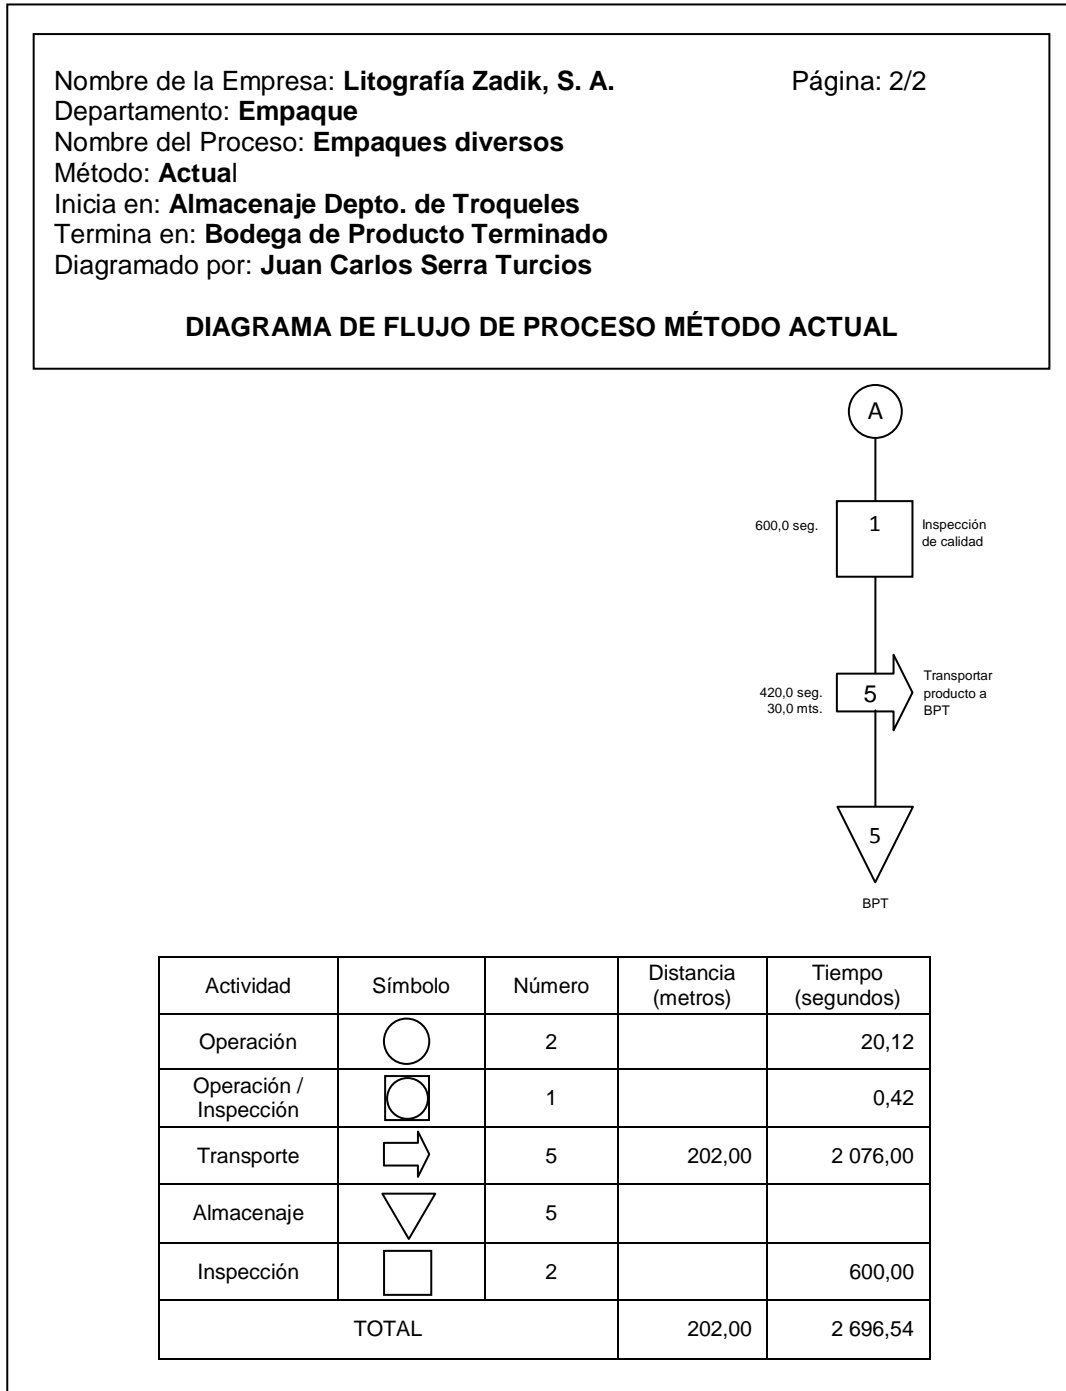 Nombre de la Empresa: Litografía Zadik, S. A. Página: 2/2
Departamento: Empaque
Nombre del Proceso: Empaques diversos
Método: Actual
Inicia en: Almacenaje Depto. de Troqueles
Termina en: Bodega de Producto Terminado
Diagramado por: Juan Carlos Serra Turcios
DIAGRAMA DE FLUJO DE PROCESO MÉTODO ACTUAL
A
600,0 seg.
1
Inspección
de calidad
420,0 seg.
30,0 mts.
5
Transportar
producto a
BPT
5
BPT
Actividad Símbolo Número Distancia (metros) Tiempo (segundos)
Operación 2 20,12
Operación / Inspección 1 0,42
Transporte 5 202,00 2 076,00
Almacenaje 5
Inspección 2 600,00
TOTAL 202,00 2 696,54